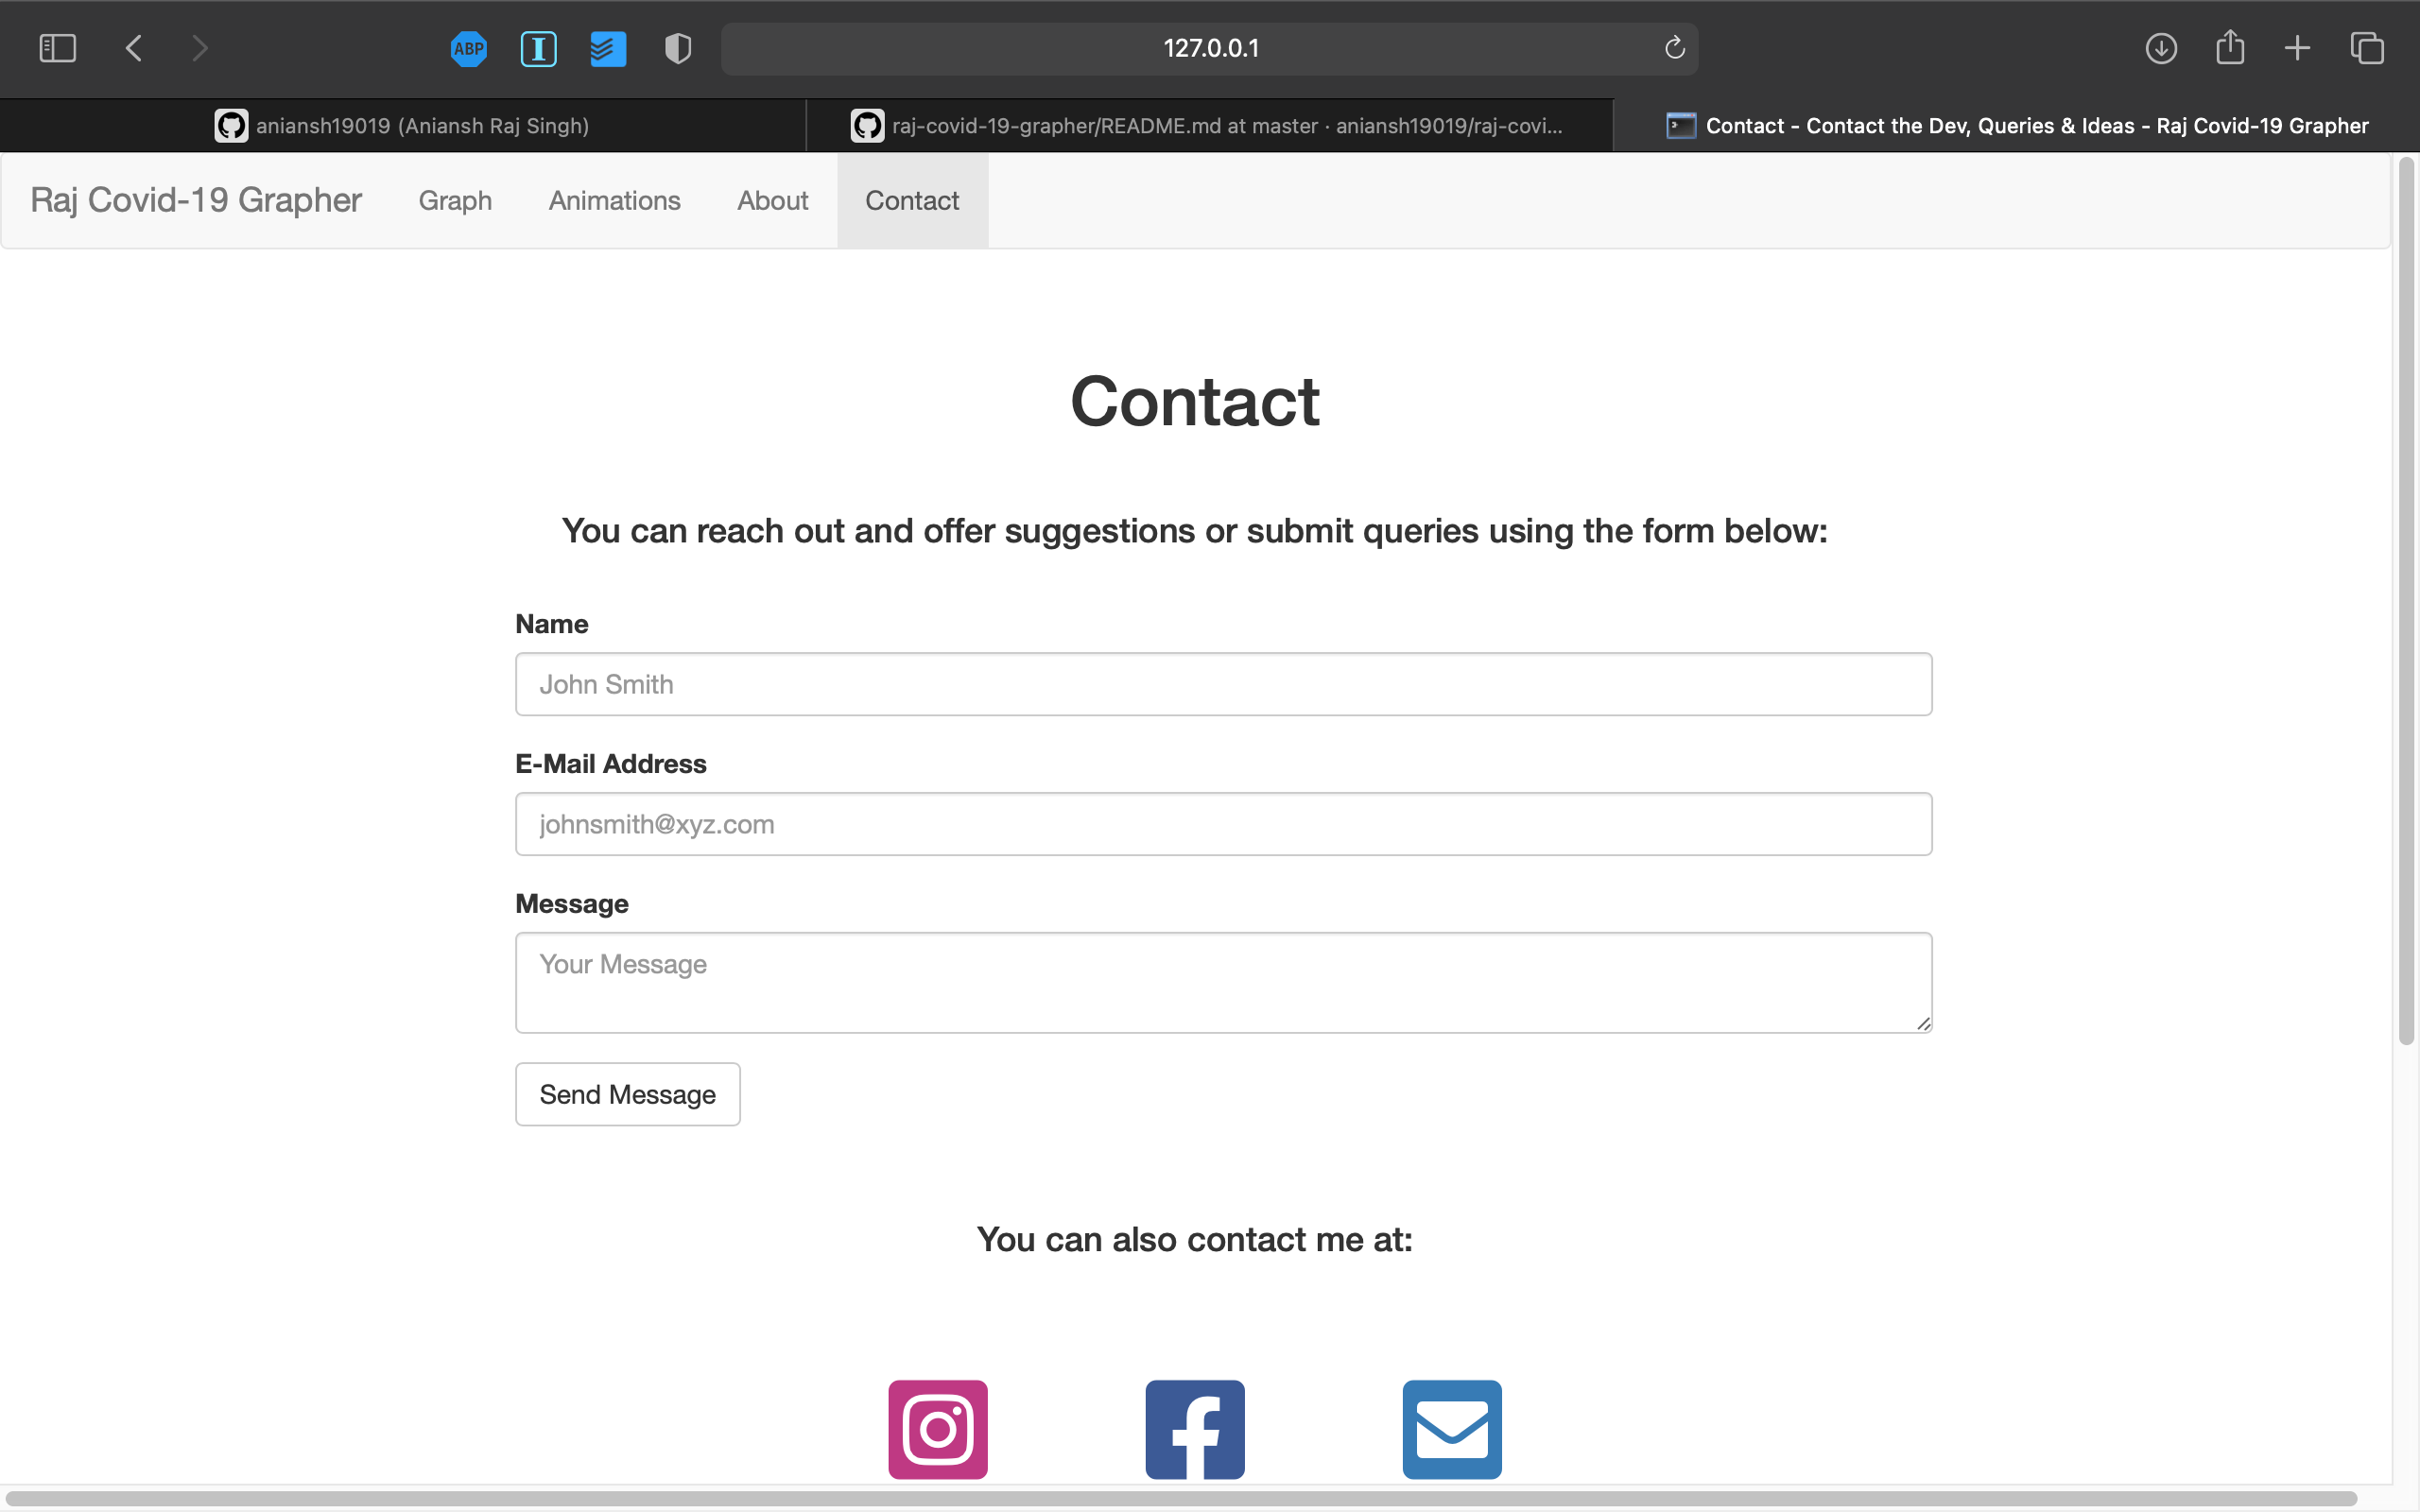 127.0.0.1
ABP
aniansh19019 (Aniansh Raj Singh)
raj-covid-19-grapher/README.md at master · aniansh19019/raj-covi...
Contact - Contact the Dev, Queries & Ideas - Raj Covid-19 Grapher
Raj Covid-19 Grapher Graph Animations About Contact
Contact
You can reach out and offer suggestions or submit queries using the form below:
Name
John Smith
E-Mail Address
johnsmith@xyz.com
Message
Your Message
Send Message
You can also contact me at: